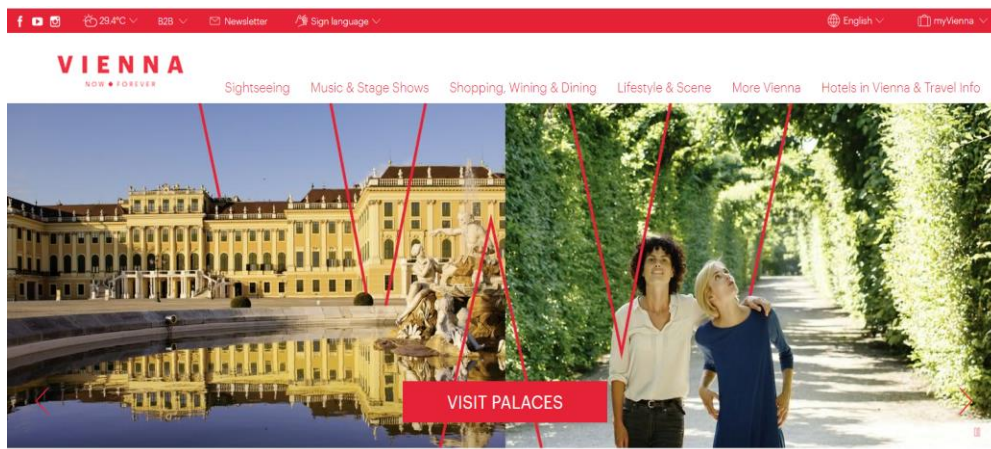 29.4°C B2B Newsletter Sign language English myVienna
VIENNA
NOW FOREVER
Sightseeing Music & Stage Shows Shopping, Wining & Dining Lifestyle & Scene More Vienna Hotels in Vienna & Travel Info
VISIT PALACES